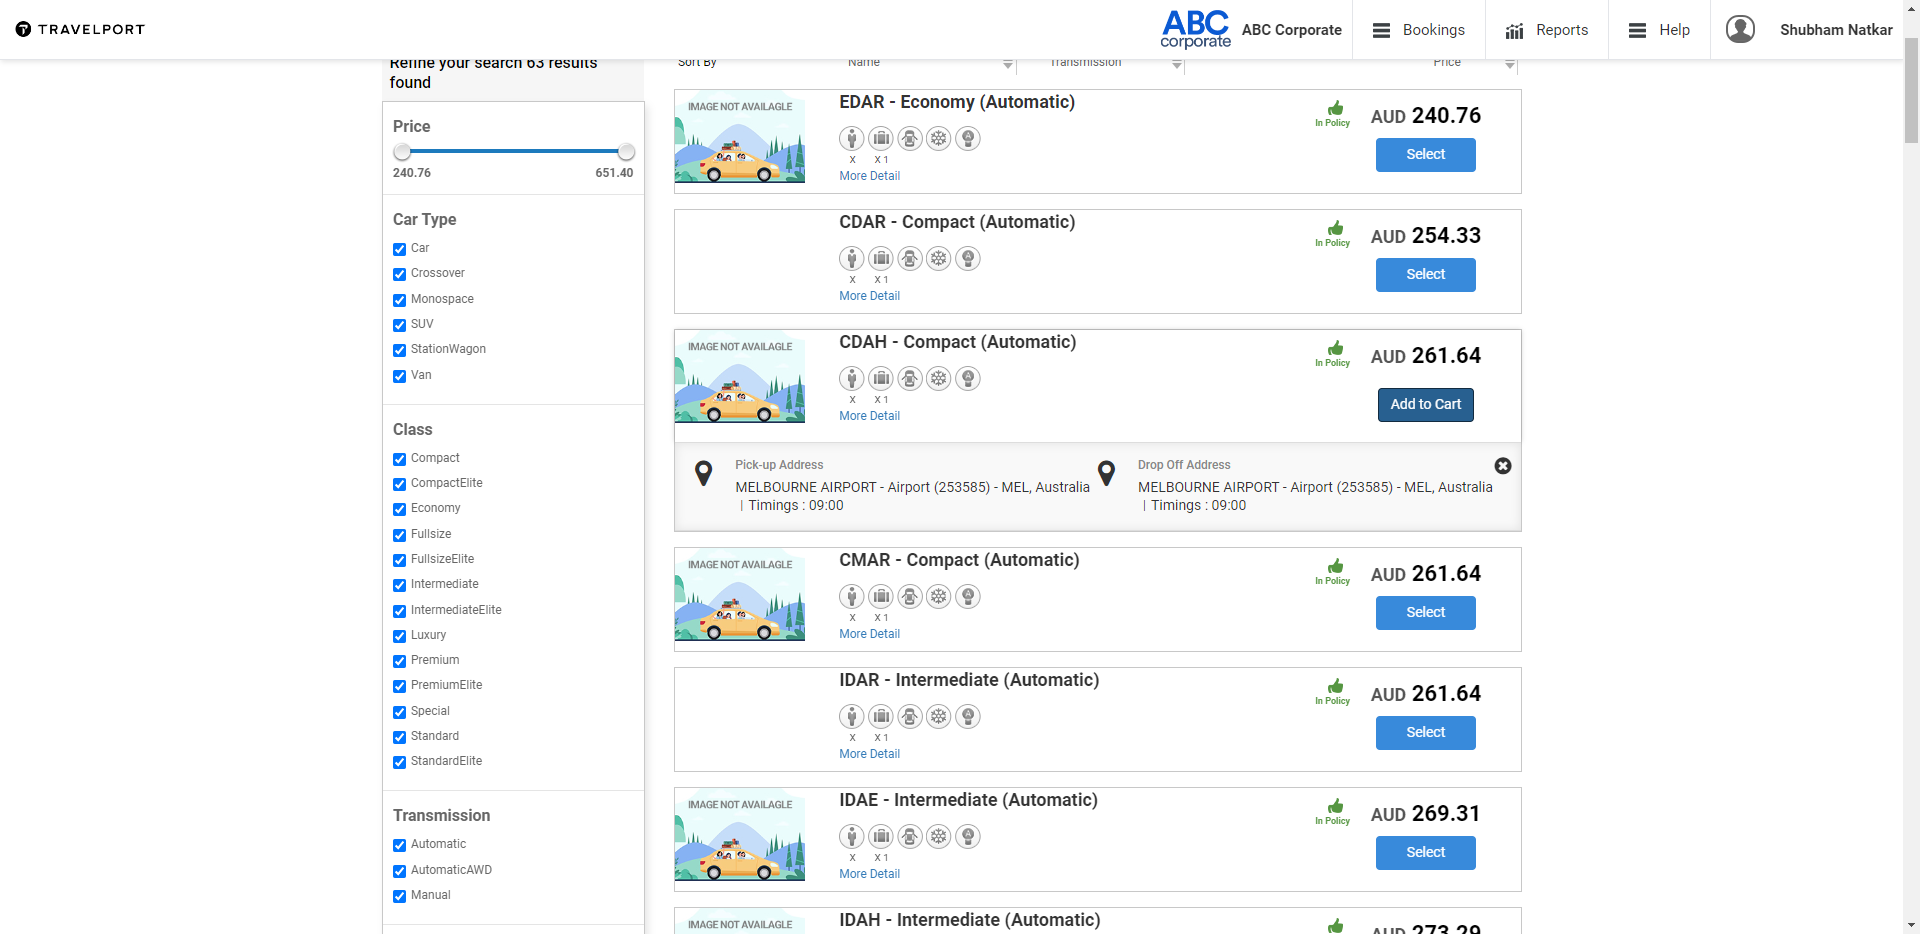 TRAVELPORT
ABC
corporate
ABC Corporate
Bookings
Reports
Help
Shubham Natkar
Refine your search 63 results
found
Price
240.76
651.40
Car Type
Car
Crossover
Monospace
SUV
StationWagon
Van
Class
Compact
CompactElite
Economy
Fullsize
FullsizeElite
Intermediate
IntermediateElite
Luxury
Premium
PremiumElite
Special
Standard
StandardElite
Transmission
Automatic
AutomaticAWD
Manual
Sort By
Name
Transmission
Price
IMAGE NOT AVAILAGLE
EDAR - Economy (Automatic)
X
X 1
More Detail
In Policy
AUD 240.76
Select
CDAR - Compact (Automatic)
X
X 1
More Detail
In Policy
AUD 254.33
Select
IMAGE NOT AVAILAGLE
CDAH - Compact (Automatic)
X
X 1
More Detail
In Policy
AUD 261.64
Add to Cart
Pick-up Address
MELBOURNE AIRPORT - Airport (253585) - MEL, Australia
| Timings : 09:00
Drop Off Address
MELBOURNE AIRPORT - Airport (253585) - MEL, Australia
| Timings : 09:00
IMAGE NOT AVAILAGLE
CMAR - Compact (Automatic)
X
X 1
More Detail
In Policy
AUD 261.64
Select
IDAR - Intermediate (Automatic)
X
X 1
More Detail
In Policy
AUD 261.64
Select
IMAGE NOT AVAILAGLE
IDAE - Intermediate (Automatic)
X
X 1
More Detail
In Policy
AUD 269.31
Select
IMAGE NOT AVAILAGLE
IDAH - Intermediate (Automatic)
AUD 273.29